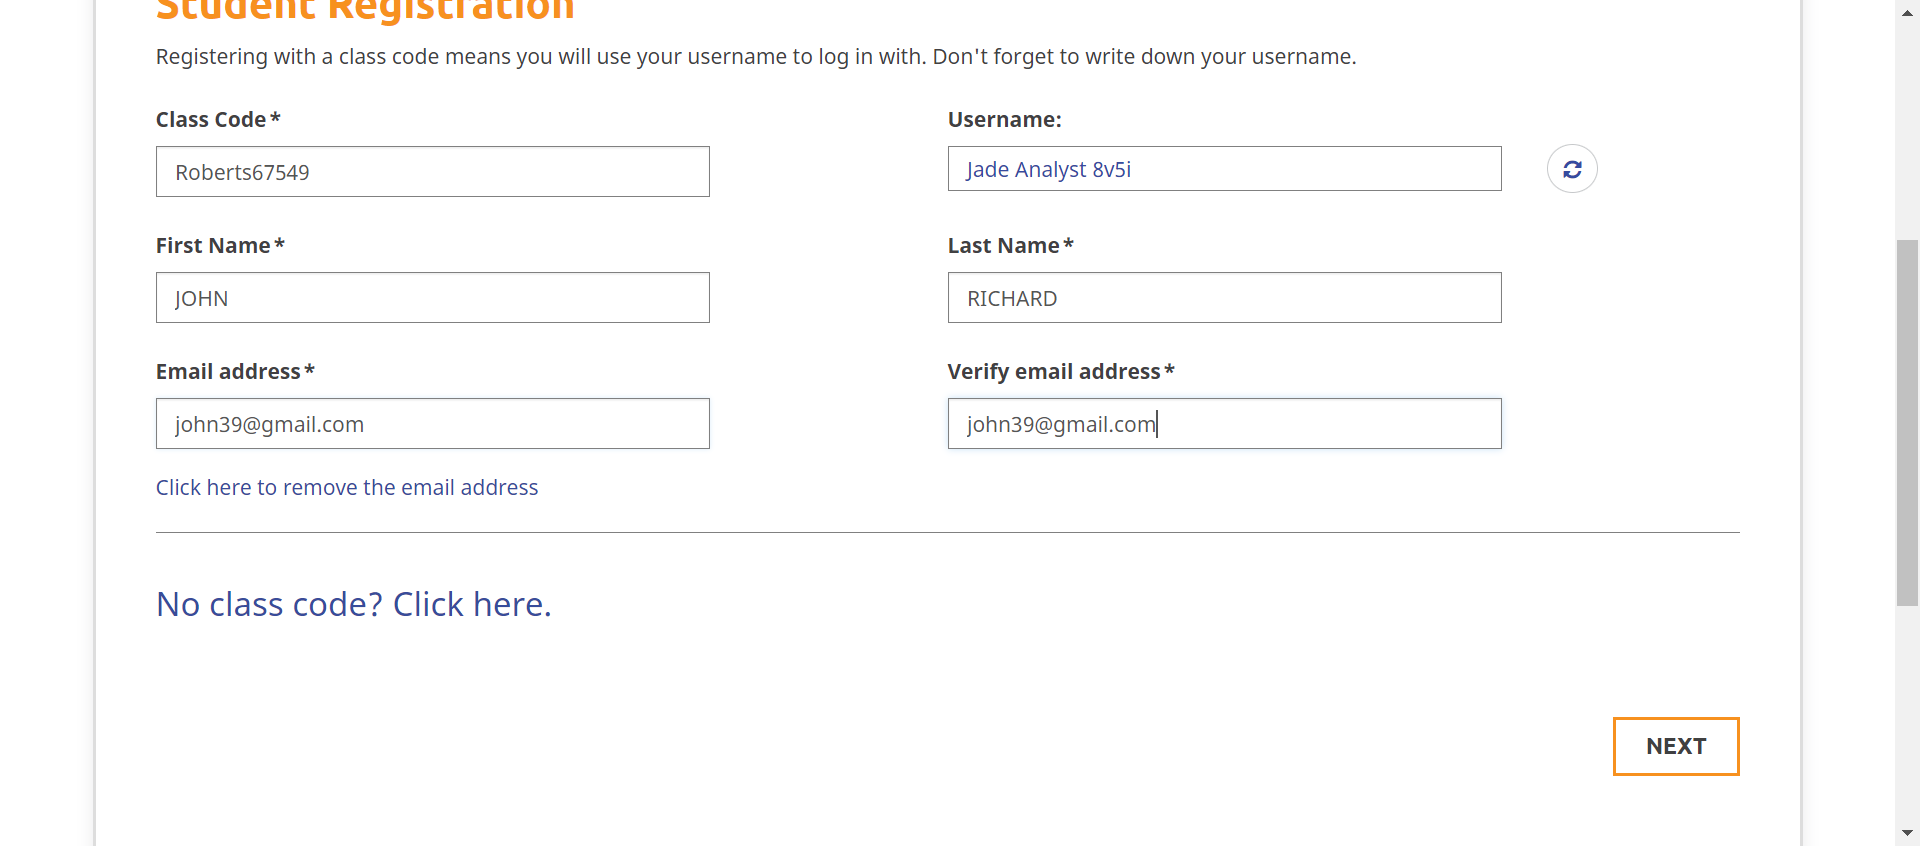 Student Registration
Registering with a class code means you will use your username to log in with. Don't forget to write down your username.
Class Code*
Username:
Roberts67549
Jade Analyst 8v5i
First Name*
Last Name*
JOHN
RICHARD
Email address*
Verify email address*
john39@gmail.com
john39@gmail.com
Click here to remove the email address
No class code? Click here.
NEXT